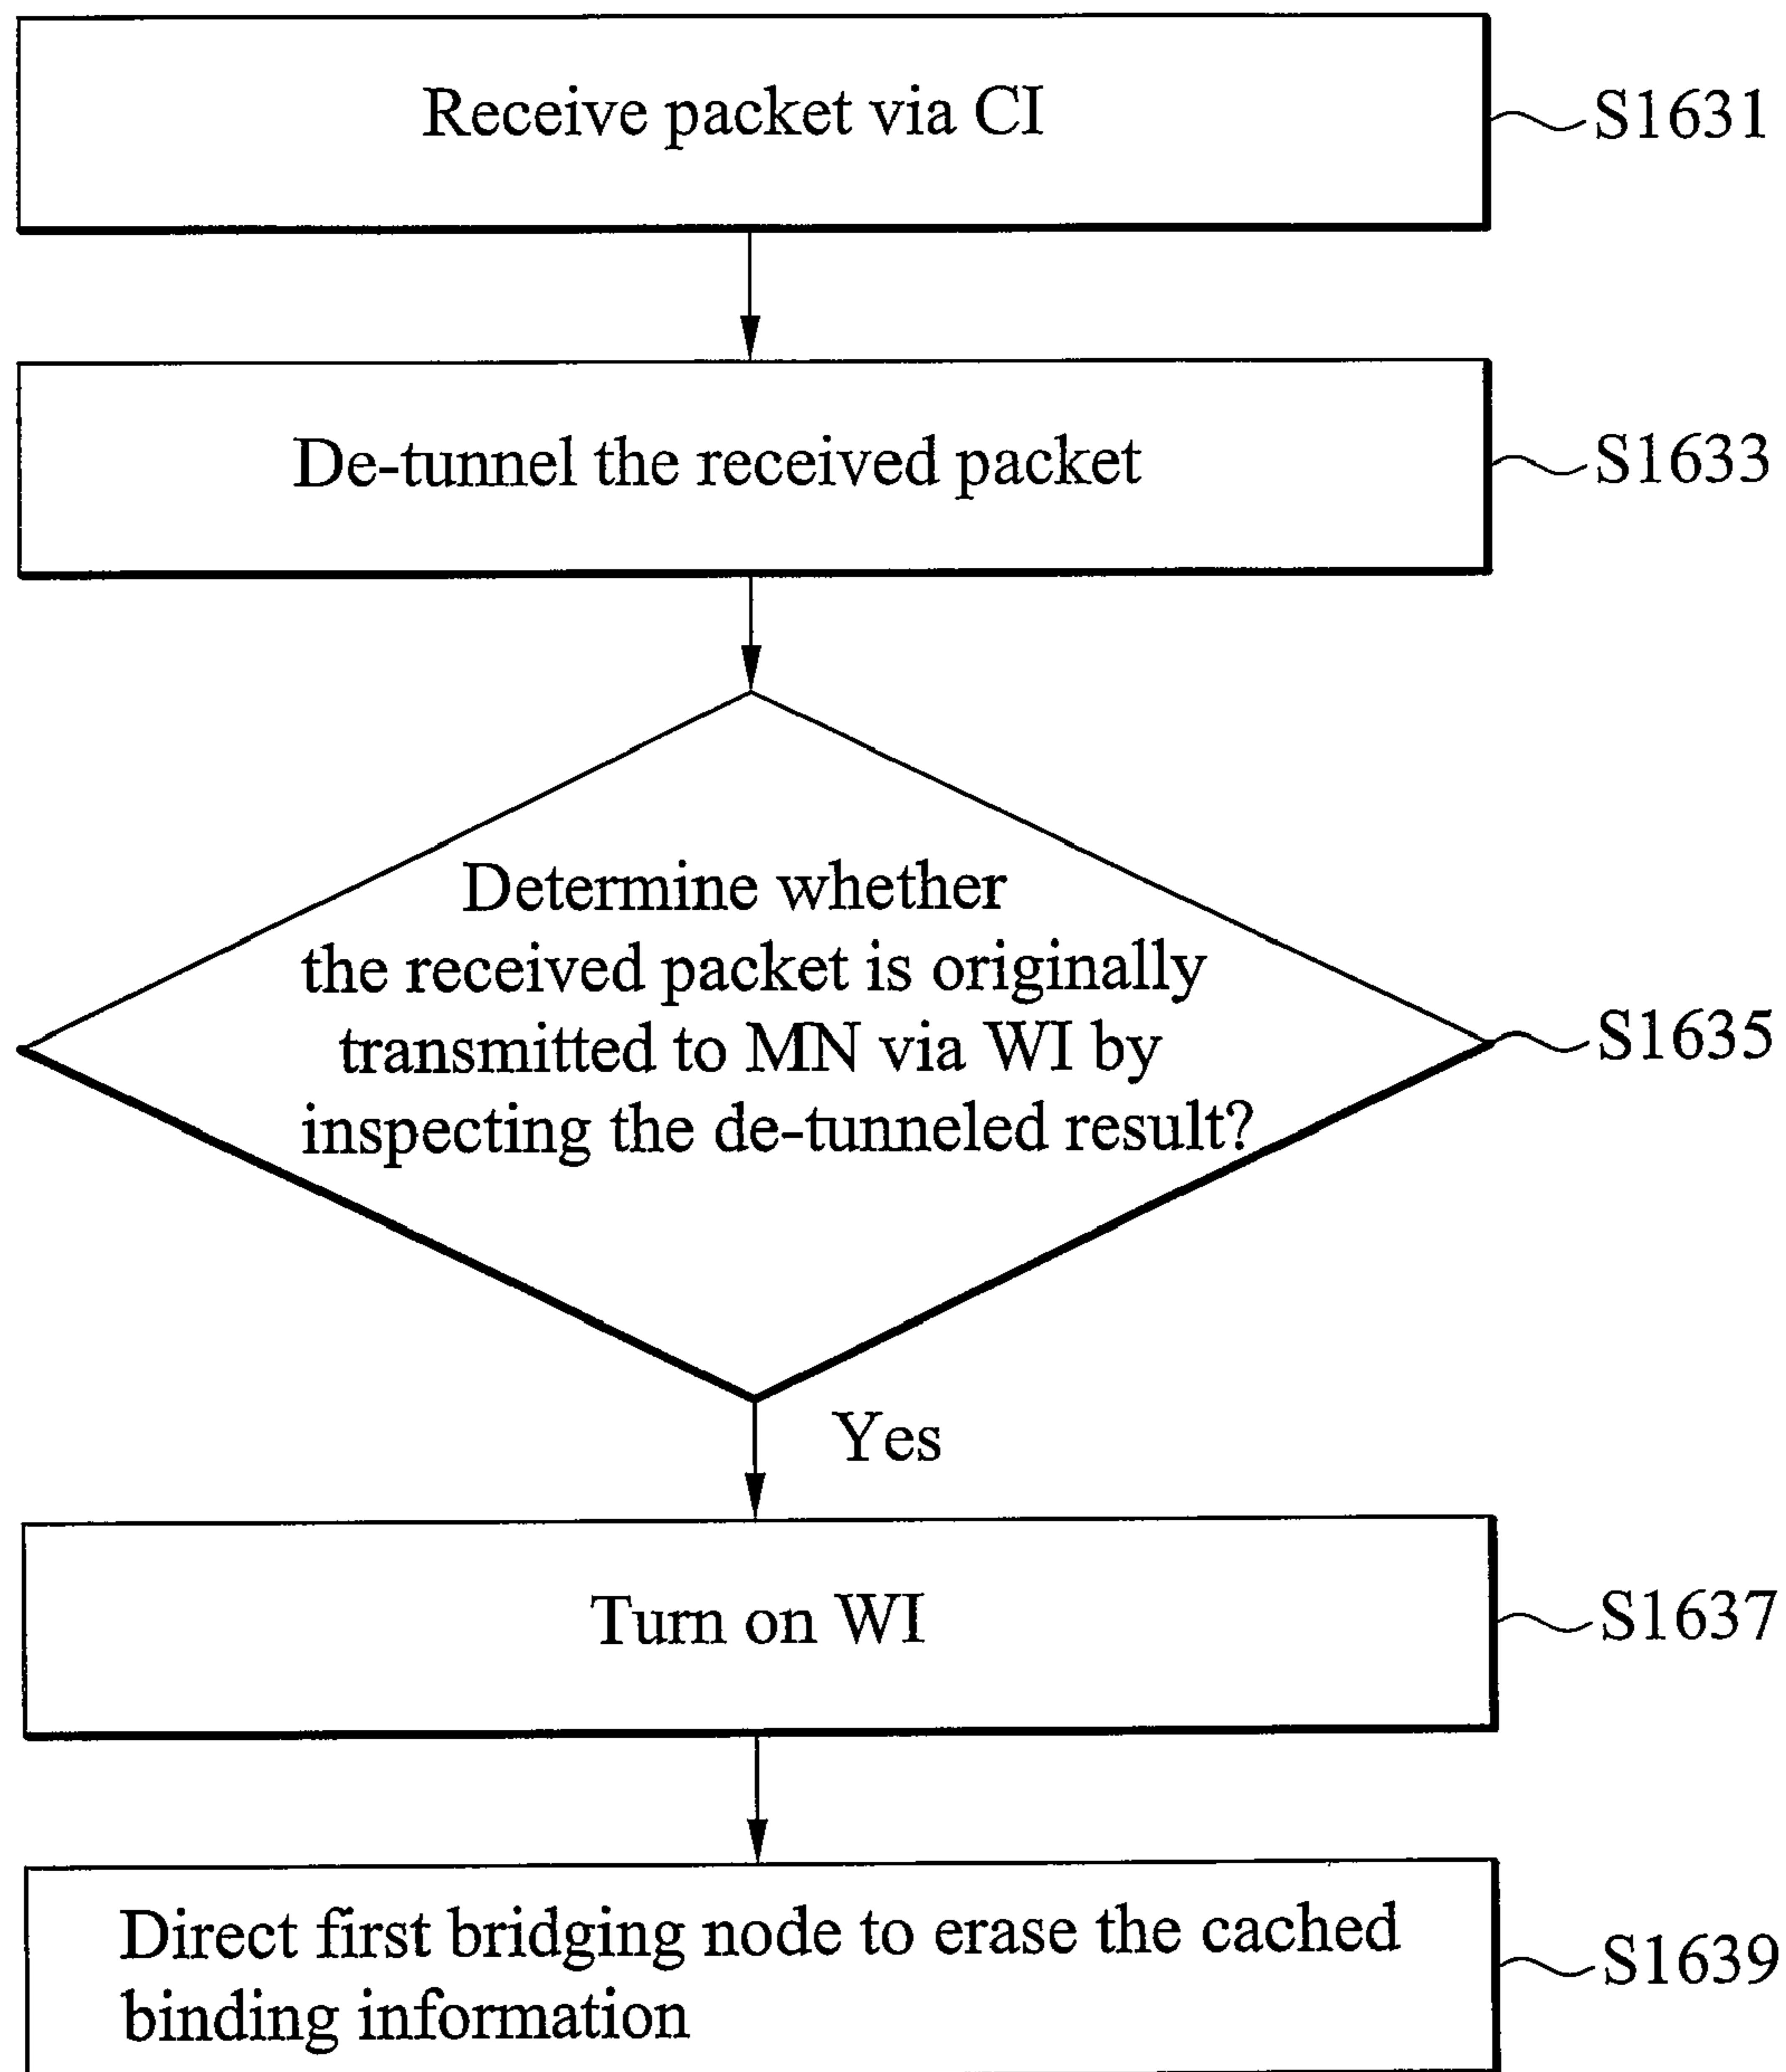 Receive packet via CI
S1631
De-tunnel the received packet
S1633
Determine whether
the received packet is originally
transmitted to MN via WI by
inspecting the de-tunneled result?
S1635
Yes
Turn on WI
S1637
Direct first bridging node to erase the cached
binding information
S1639